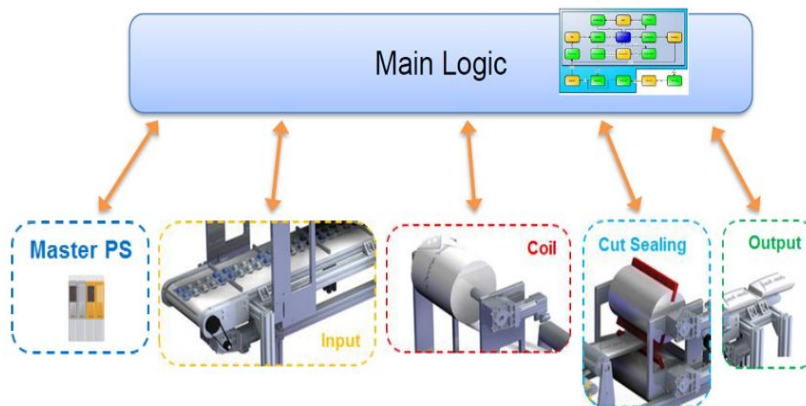 Main Logic
Master PS
Input
Coil
Cut Sealing
Output